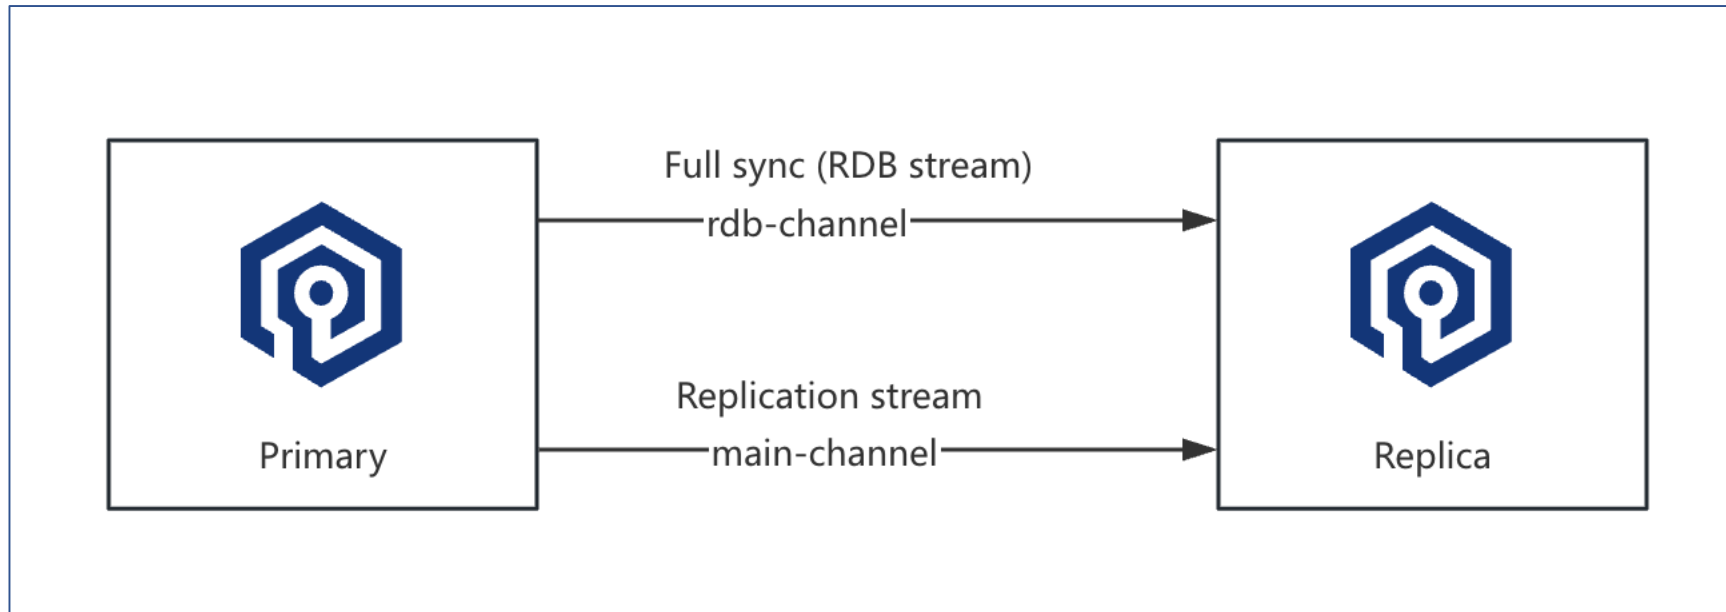 Full sync (RDB stream)
rdb-channel
Replication stream
main-channel
Primary
Replica